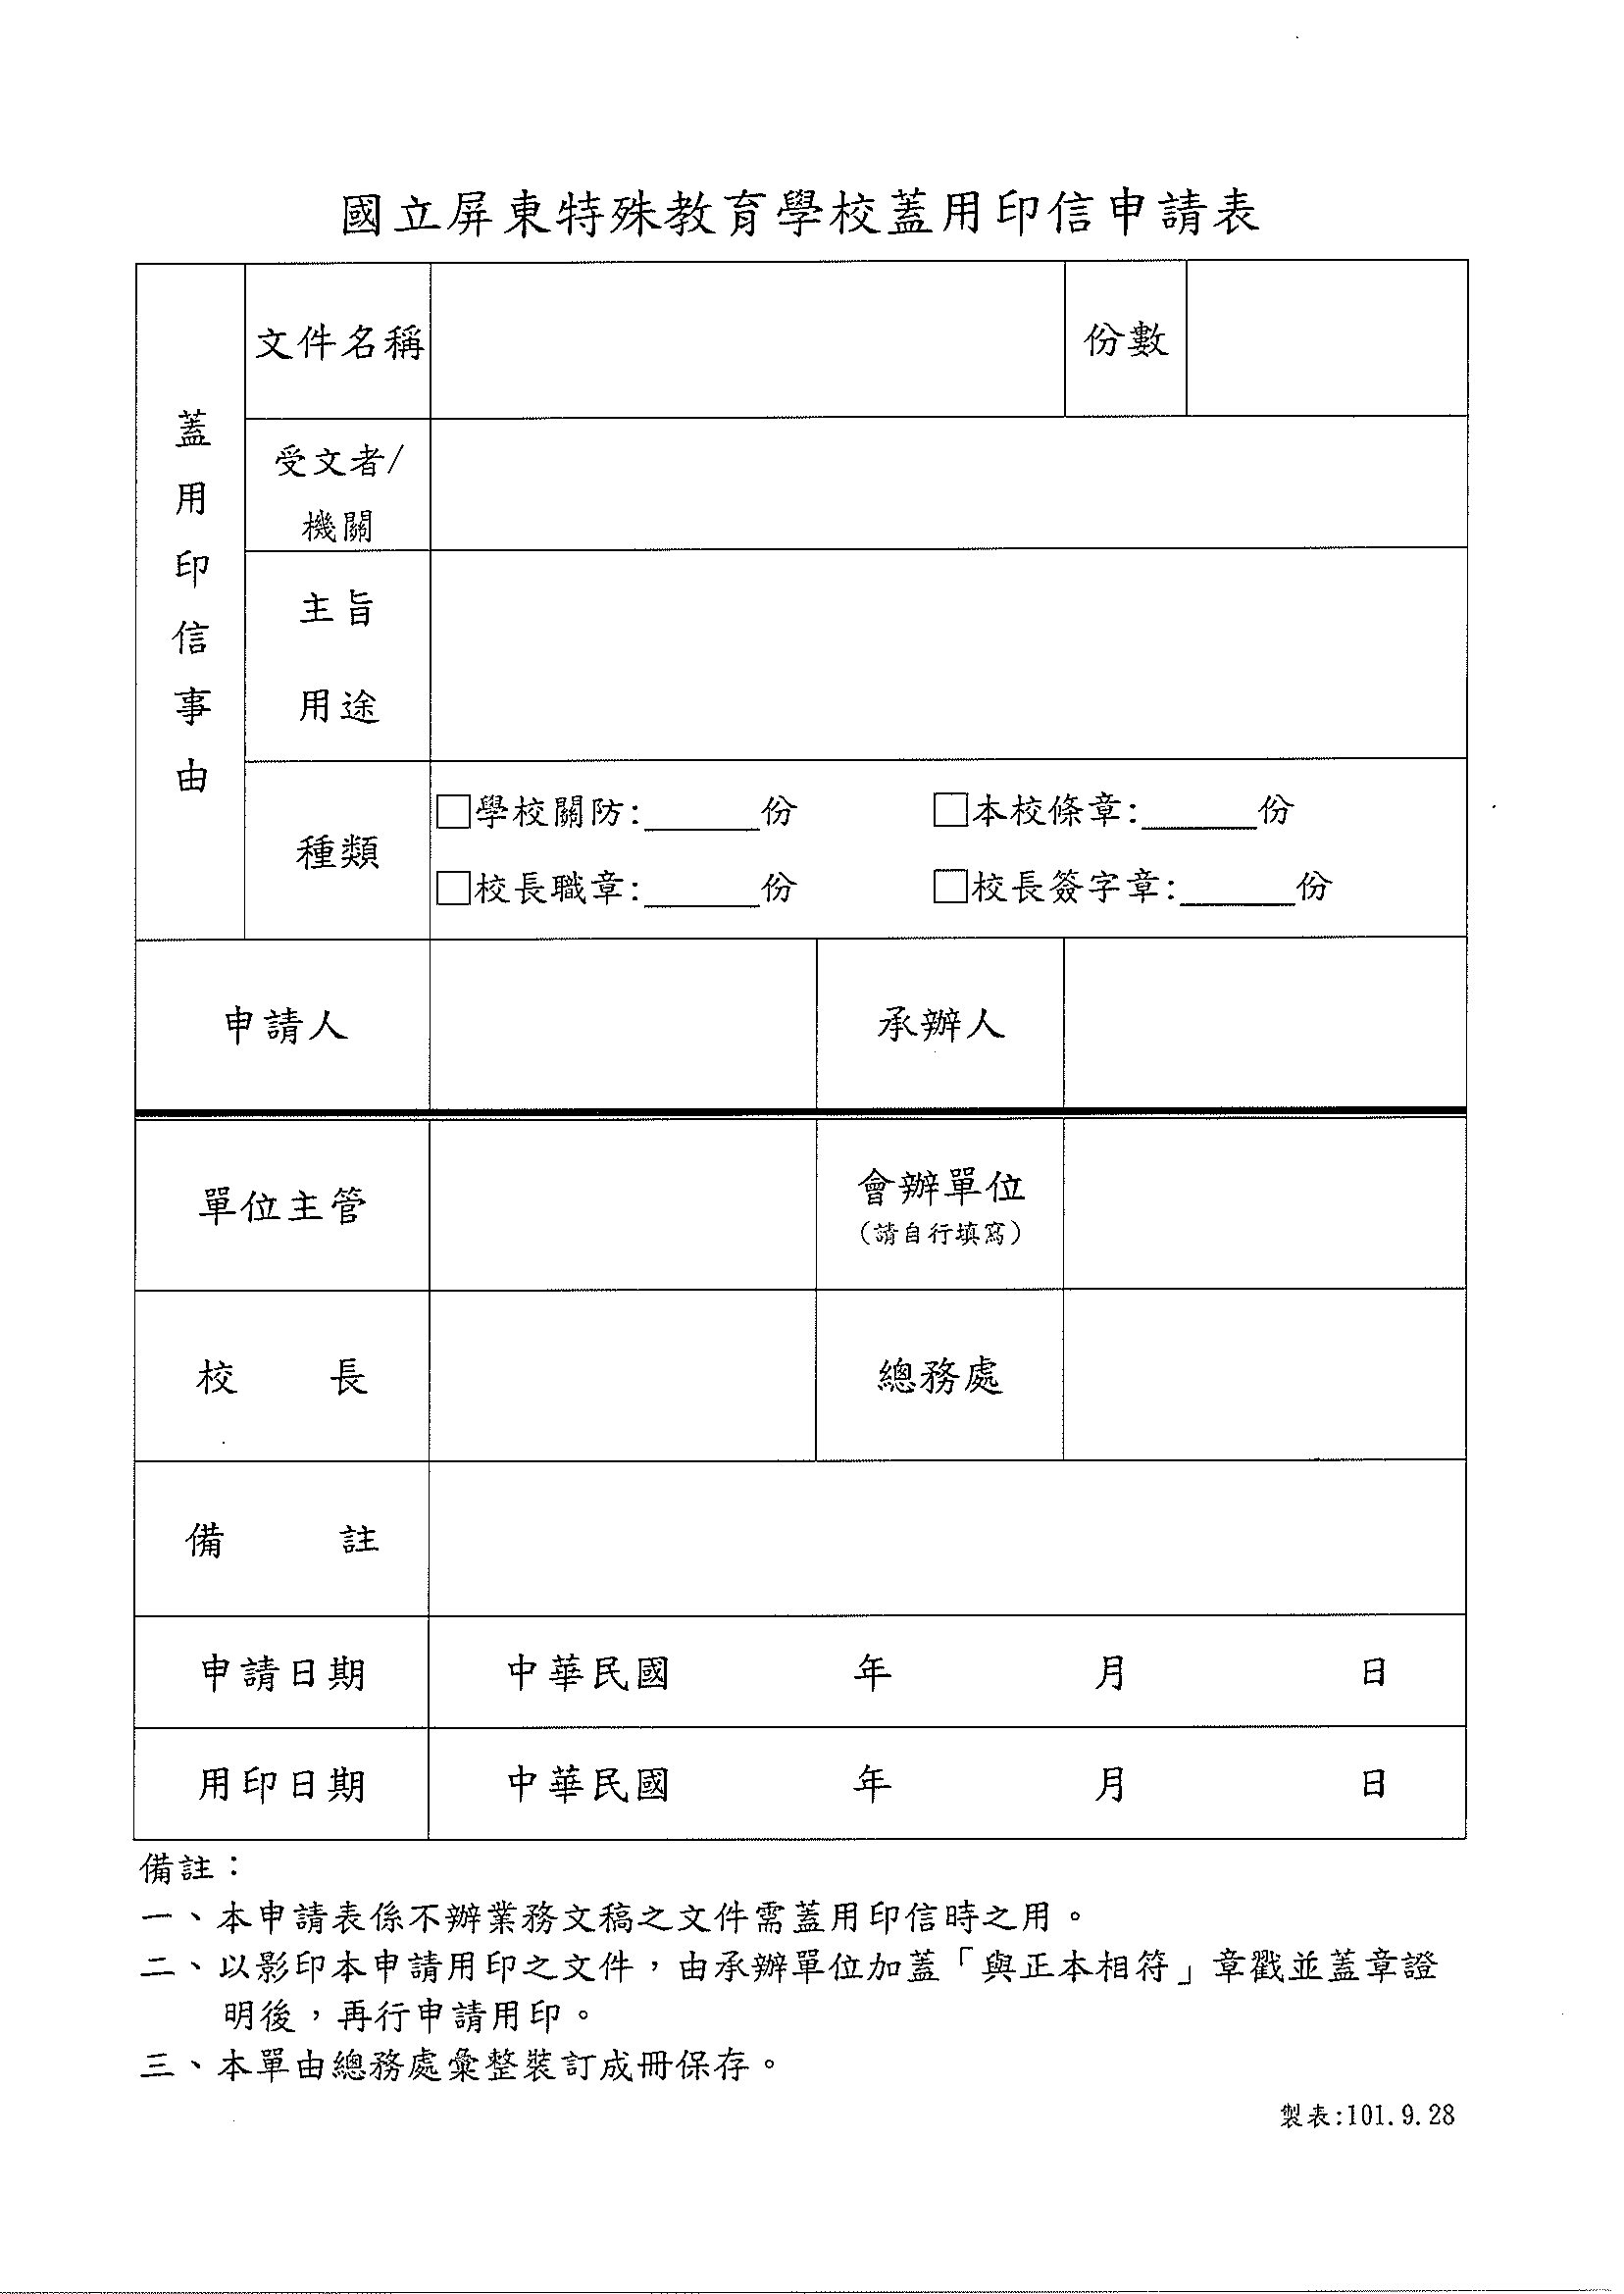 國立屏東特殊教育學校蓋用印信申請表
蓋用印信事由
文件名稱
份數
受文者/
機關
主旨
用途
種類
□學校關防:______份 □本校條章:______份
□校長職章:______份 □校長簽字章:______份
申請人
承辦人
單位主管
會辦單位
(請自行填寫)
校 長
總務處
備 註
申請日期 中華民國 年 月 日
用印日期 中華民國 年 月 日
備註：
一、本申請表係不辦業務文稿之文件需蓋用印信時之用。
二、以影印本申請用印之文件，由承辦單位加蓋「與正本相符」章戳並蓋章證
明後，再行申請用印。
三、本單由總務處彙整裝訂成冊保存。
製表:101.9.28